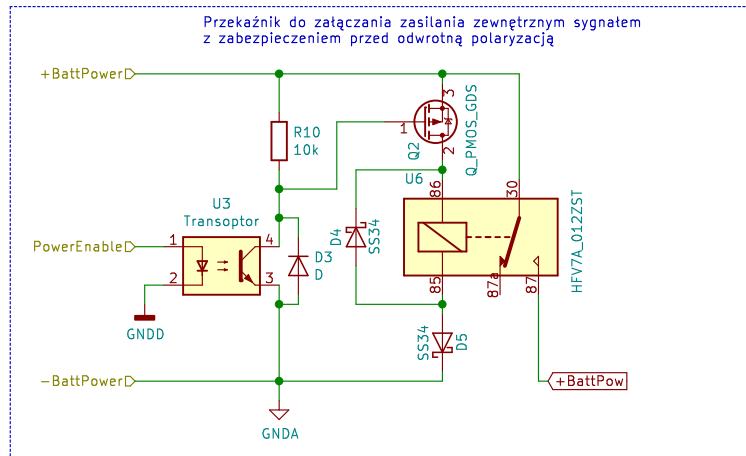 Przekaźnik do załączania zasilania zewnętrznym sygnałem
z zabezpieczeniem przed odwrotną polaryzacją
+BattPower
3
Q_PMOS_GDS
1
R10
10k
Q2
2
U6
86
30
U3
Transoptor
D4
SS34
PowerEnable
1
4
D3
D
2
3
HFV7A_012ZST
85
87a
87
GNDD
SS34
D5
-BattPower
+BattPow
GNDA